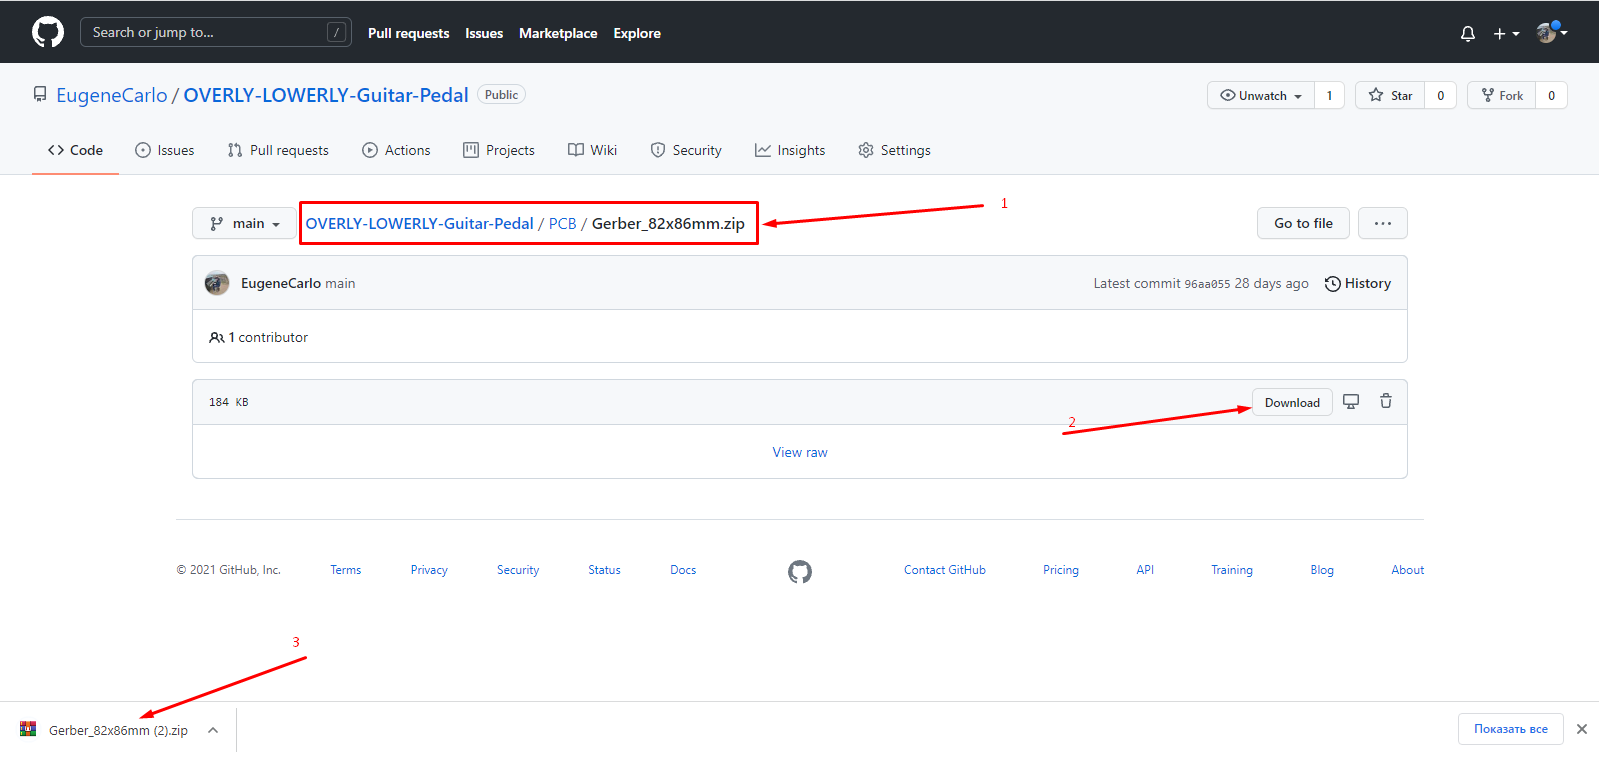 Search or jump to... / Pull requests Issues Marketplace Explore
EugeneCarlo / OVERLY-LOWERLY-Guitar-Pedal Public Unwatch 1 Star 0 Fork 0
Code Issues Pull requests Actions Projects Wiki Security Insights Settings
1
main OVERLY-LOWERLY-Guitar-Pedal / PCB / Gerber_82x86mm.zip Go to file ...
EugeneCarlo main Latest commit 96aa055 28 days ago History
1 contributor
184 KB Download
2
View raw
© 2021 GitHub, Inc. Terms Privacy Security Status Docs Contact GitHub Pricing API Training Blog About
3
Gerber_82x86mm (2).zip Показать все